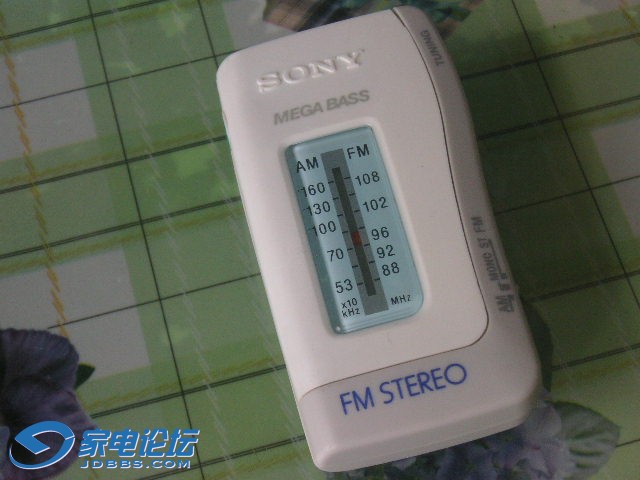 SONY
MEGA BASS
TUNING
AM FM
160 108
130 102
100 96
70 92
53 88
x10 kHz MHz
AM MONO ST FM
FM STEREO
家电论坛
JDBBS.COM